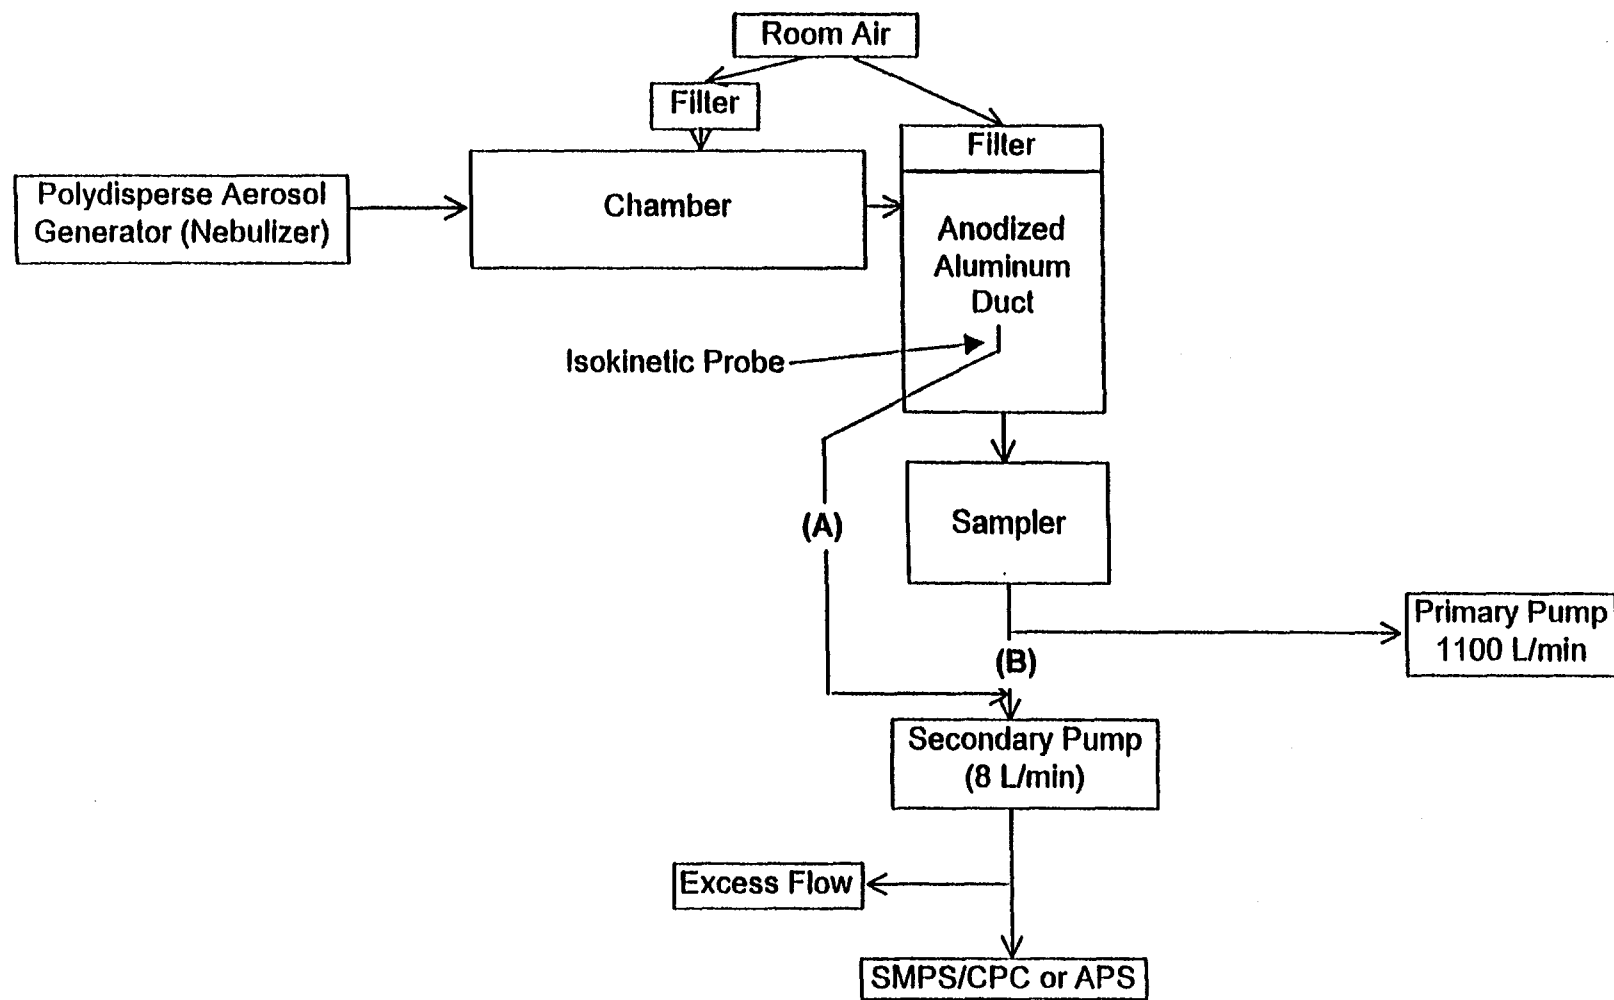 Room Air
Filter
Filter
Polydisperse Aerosol
Generator (Nebulizer)
Chamber
Anodized
Aluminum
Duct
Isokinetic Probe
(A)
Sampler
Primary Pump
1100 L/min
(B)
Secondary Pump
(8 L/min)
Excess Flow
SMPS/CPC or APS